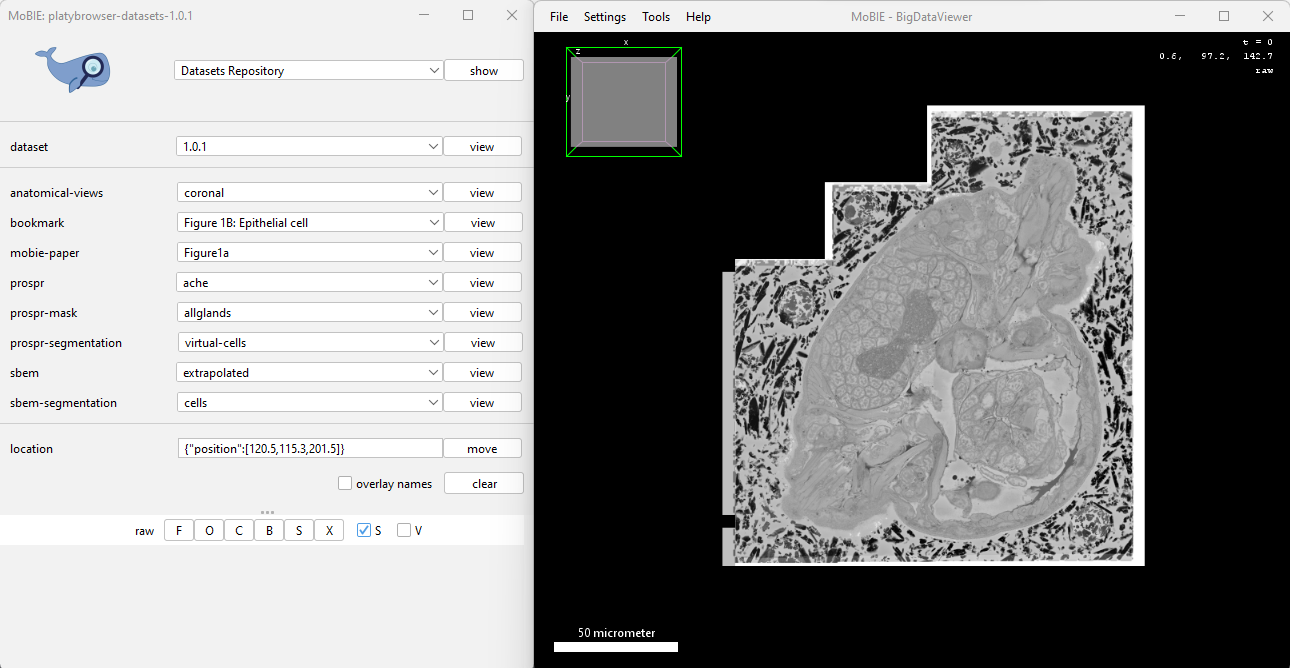 MoBIE: platybrowser-datasets-1.0.1
Datasets Repository show
dataset 1.0.1 view
anatomical-views coronal view
bookmark Figure 1B: Epithelial cell view
mobie-paper Figure1a view
prospr ache view
prospr-mask allglands view
prospr-segmentation virtual-cells view
sbem extrapolated view
sbem-segmentation cells view
location {"position":[120.5,115.3,201.5]} move
overlay names clear
raw F O C B S X S V
File Settings Tools Help MoBIE - BigDataViewer
x
z
y
t = 0
0.6, 97.2, 142.7
raw
50 micrometer